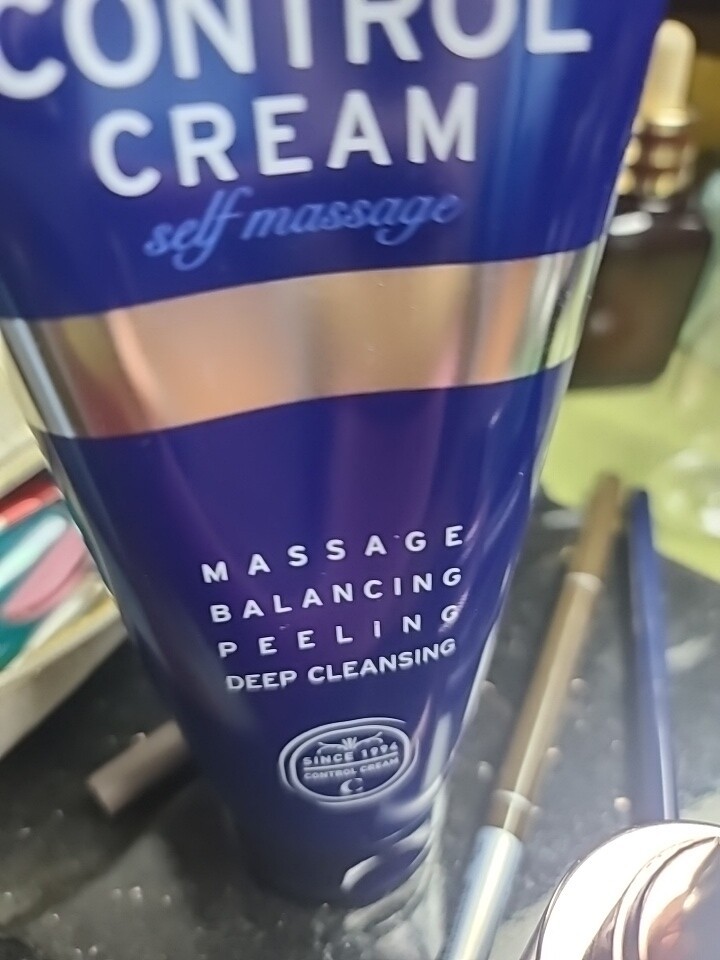 CONTROL
CREAM
self massage
MASSAGE
BALANCING
PEELING
DEEP CLEANSING
SINCE 1994
CONTROL CREAM
C